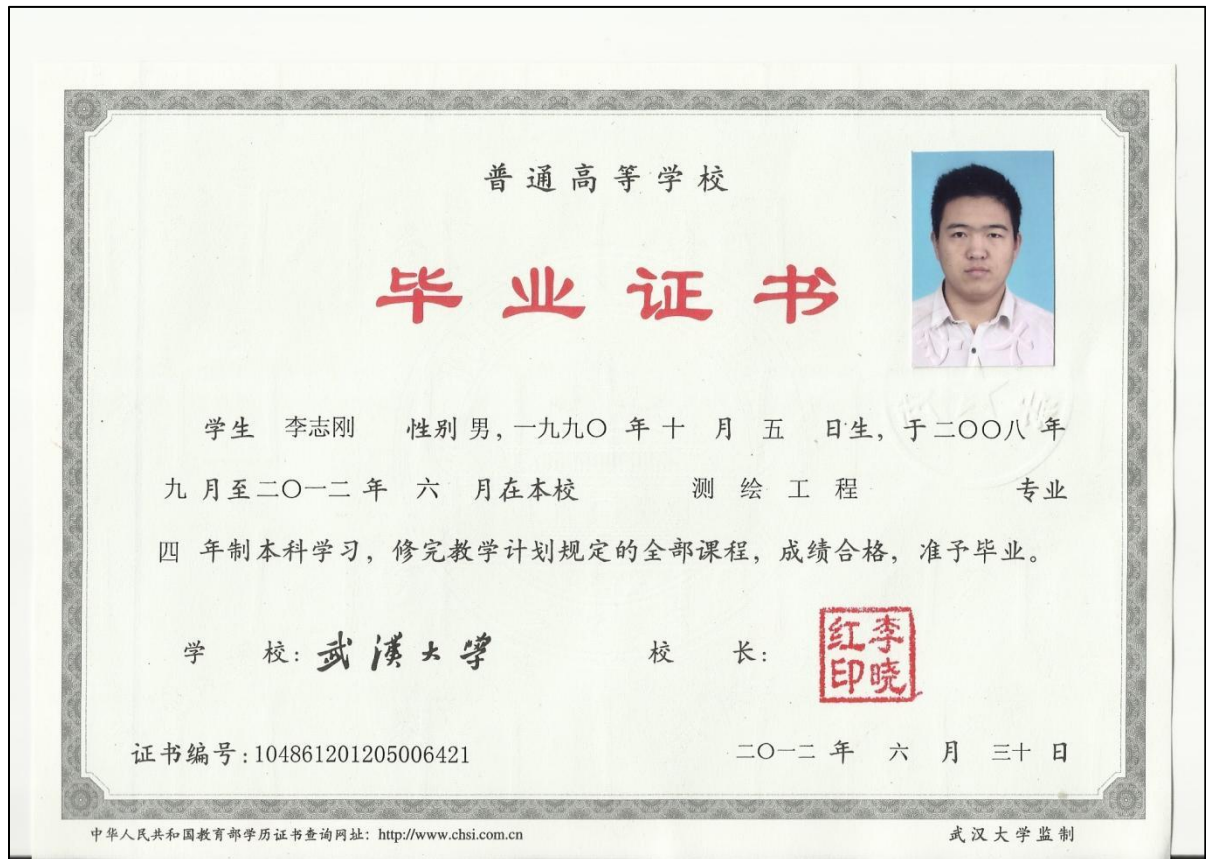 普通高等学校
毕业证书
学生 李志刚 性别 男, 一九九〇 年 十 月 五 日生, 于二〇〇八 年
九 月至二〇一二 年 六 月在本校 测绘工程 专业
四 年制本科学习, 修完教学计划规定的全部课程, 成绩合格, 准予毕业。
学 校: 武漢大学 校 长: 李晓红印
证书编号: 104861201205006421 二〇一二 年 六 月 三十 日
中华人民共和国教育部学历证书查询网址: http://www.chsi.com.cn 武汉大学监制